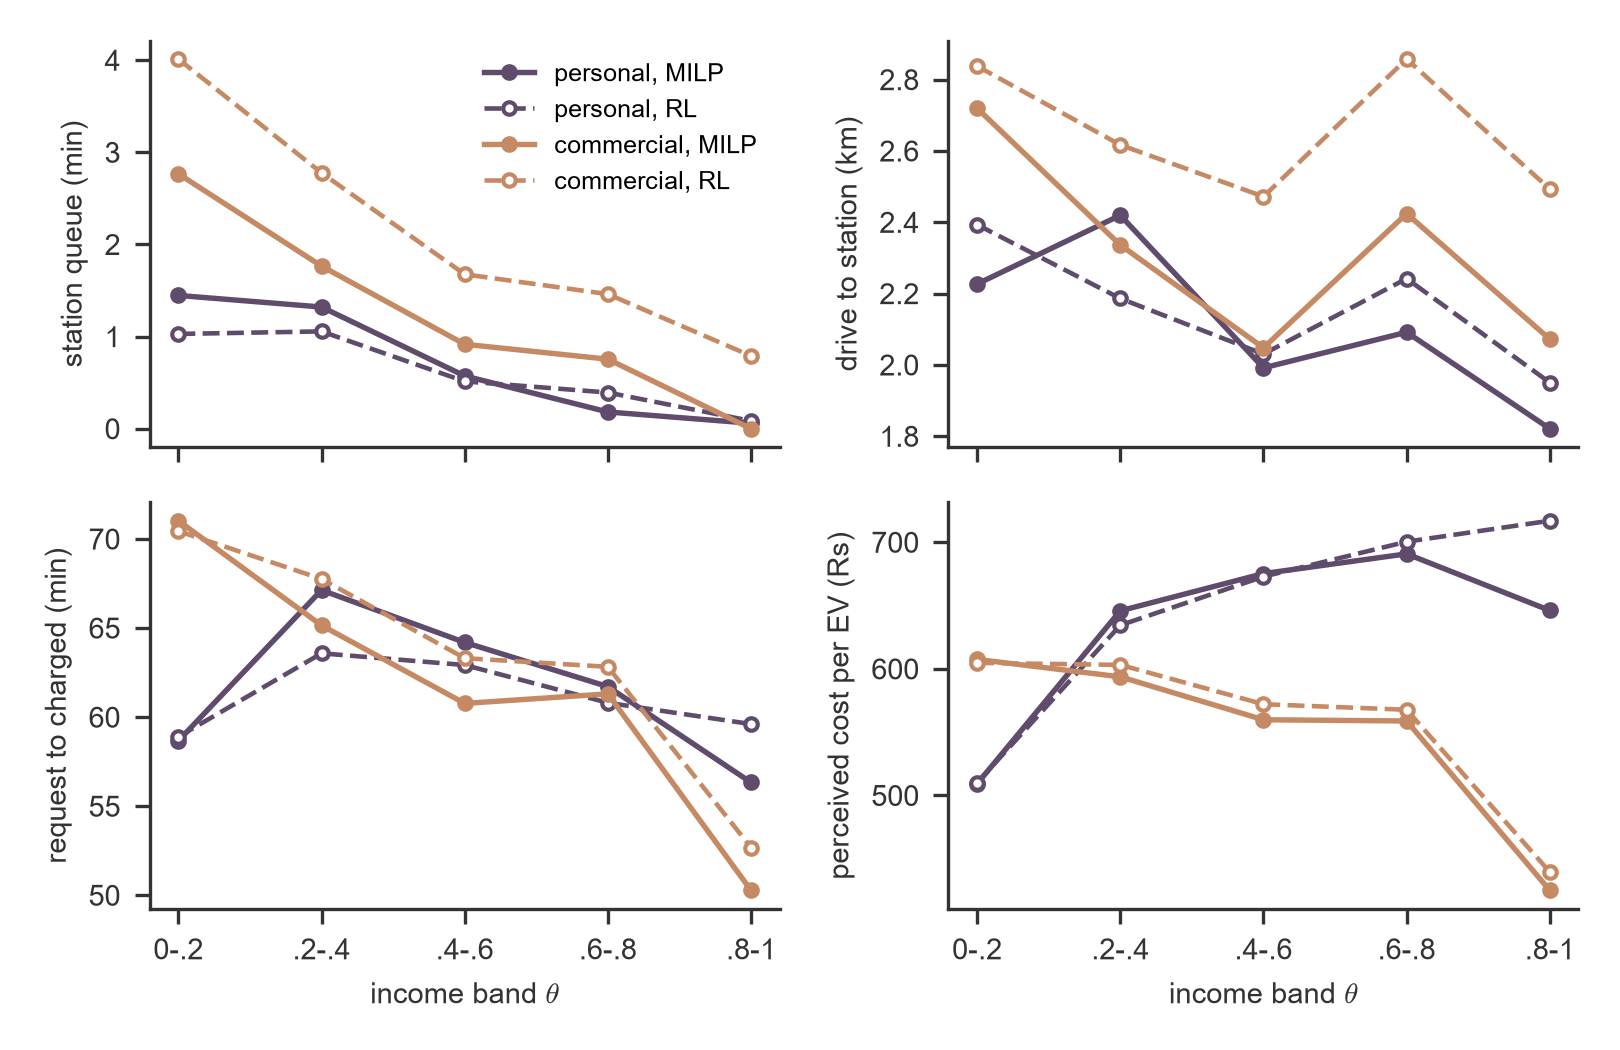 station queue (min)
4
3
2
1
0
personal, MILP
personal, RL
commercial, MILP
commercial, RL
drive to station (km)
2.8
2.6
2.4
2.2
2.0
1.8
request to charged (min)
70
65
60
55
50
0-.2 .2-.4 .4-.6 .6-.8 .8-1
income band θ
perceived cost per EV (Rs)
700
600
500
0-.2 .2-.4 .4-.6 .6-.8 .8-1
income band θ